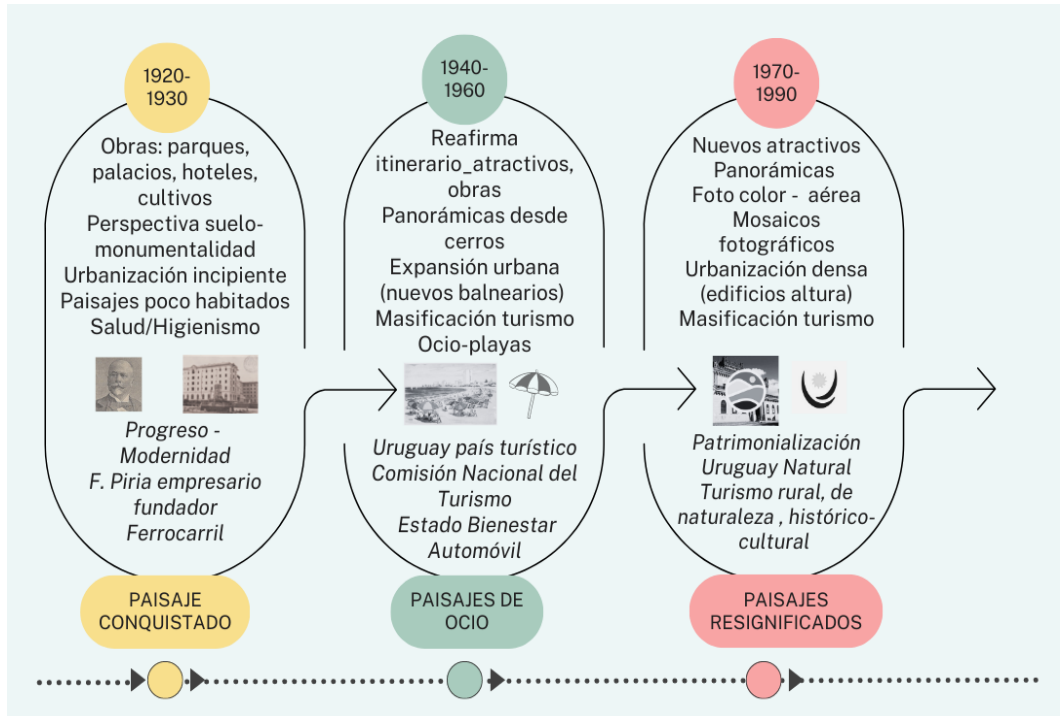 1920-
1930
Obras: parques,
palacios, hoteles,
cultivos
Perspectiva suelo-
monumentalidad
Urbanización incipiente
Paisajes poco habitados
Salud/Higienismo
Progreso -
Modernidad
F. Piria empresario
fundador
Ferrocarril
PAISAJE
CONQUISTADO
1940-
1960
Reafirma
itinerario_atractivos,
obras
Panorámicas desde
cerros
Expansión urbana
(nuevos balnearios)
Masificación turismo
Ocio-playas
Uruguay país turístico
Comisión Nacional del
Turismo
Estado Bienestar
Automóvil
PAISAJES DE
OCIO
1970-
1990
Nuevos atractivos
Panorámicas
Foto color - aérea
Mosaicos
fotográficos
Urbanización densa
(edificios altura)
Masificación turismo
Patrimonialización
Uruguay Natural
Turismo rural, de
naturaleza , histórico-
cultural
PAISAJES
RESIGNIFICADOS